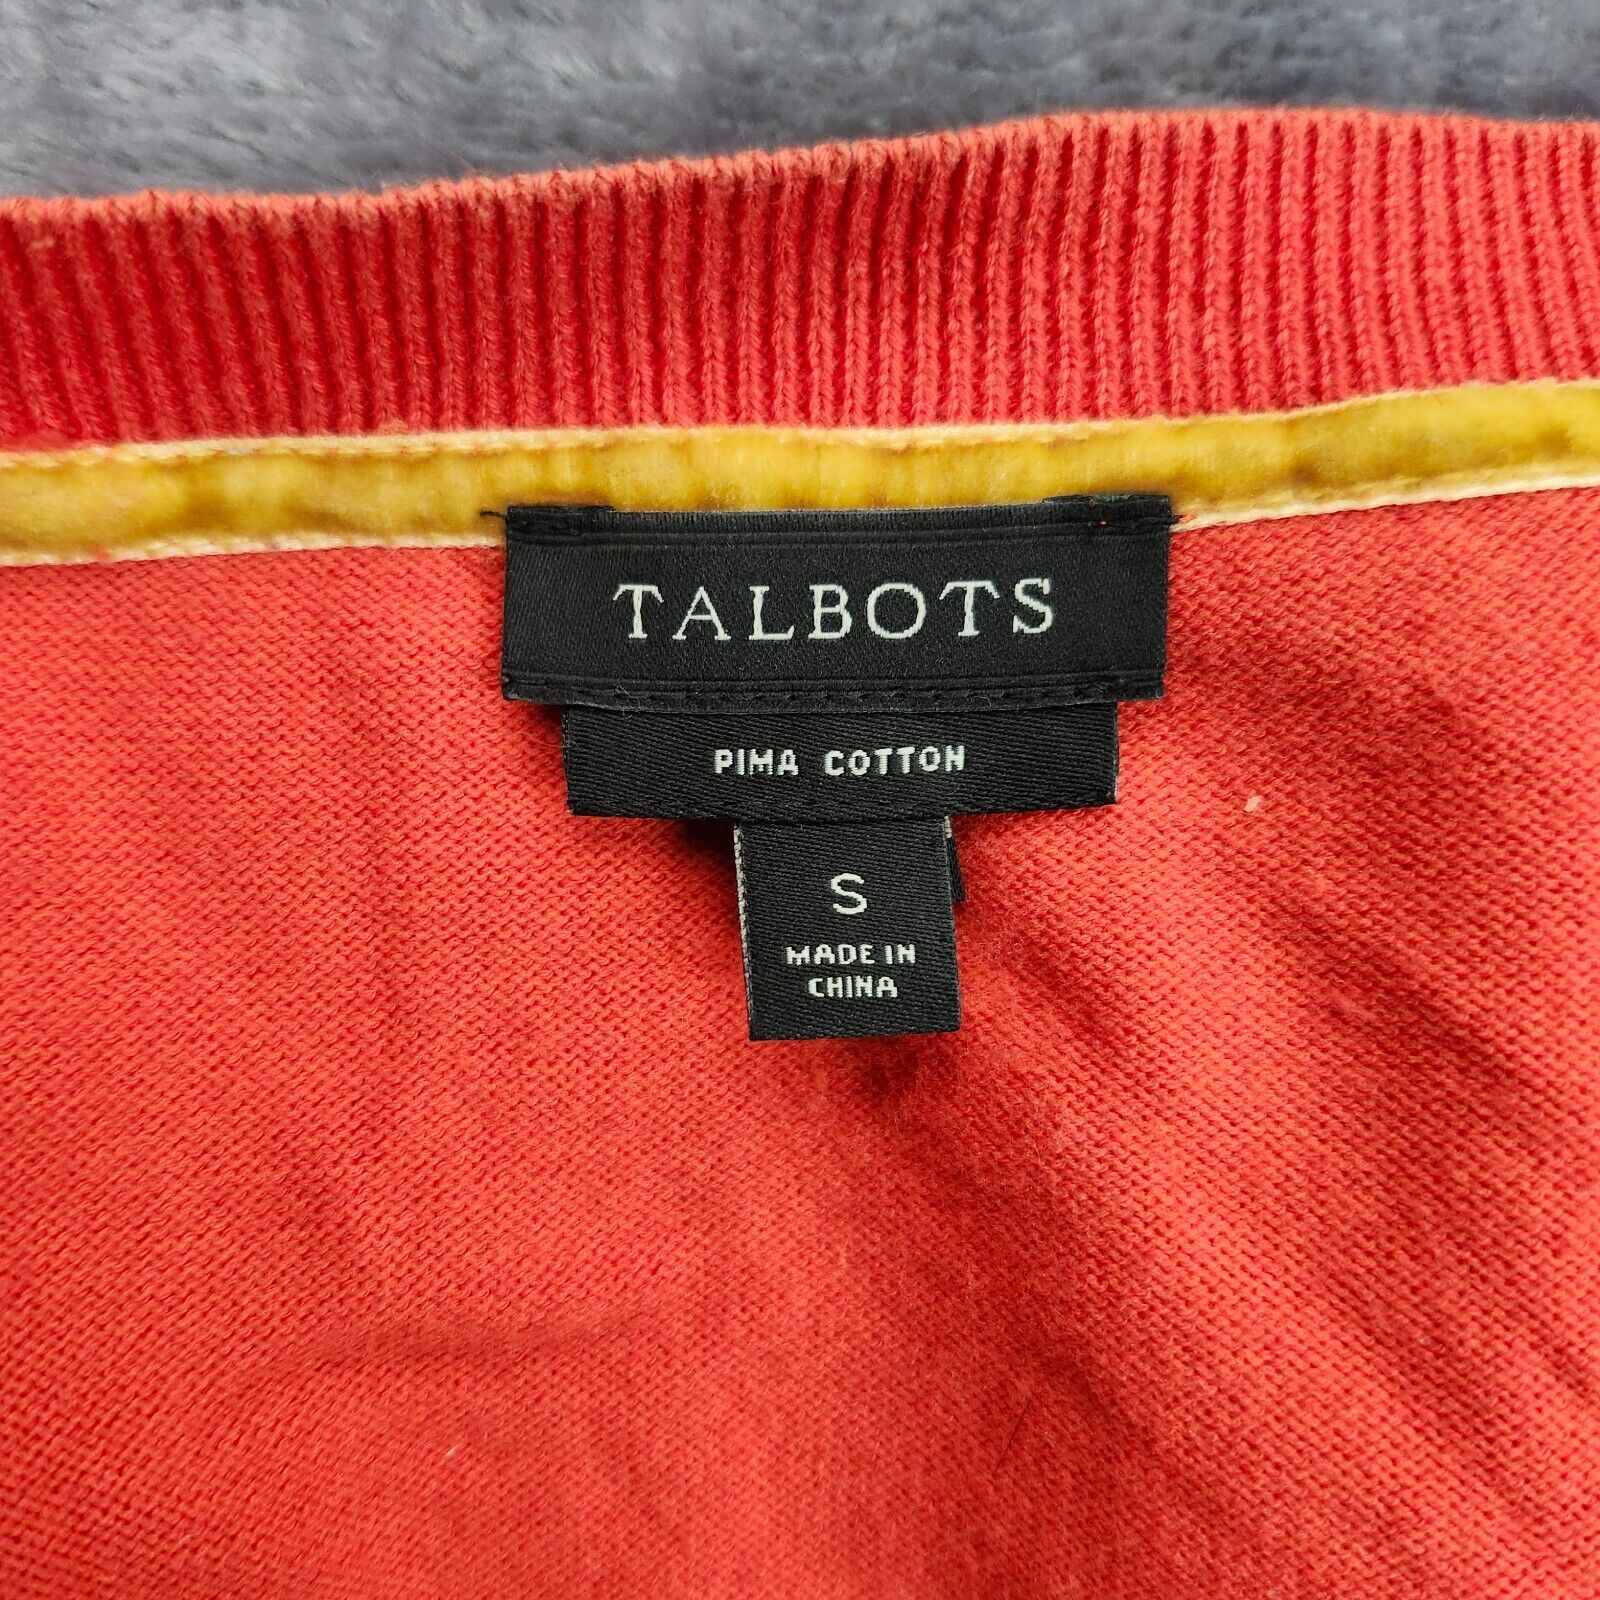 TALBOTS
PIMA COTTON
S
MADE IN
CHINA